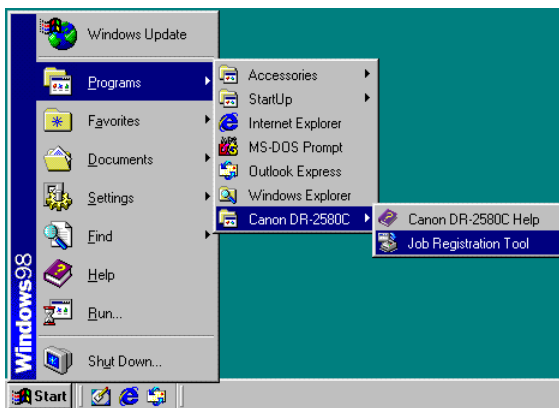 Windows Update
Programs
Favorites
Documents
Settings
Find
Help
Run...
Shut Down...
Windows98
Accessories
StartUp
Internet Explorer
MS-DOS Prompt
Outlook Express
Windows Explorer
Canon DR-2580C
Canon DR-2580C Help
Job Registration Tool
Start